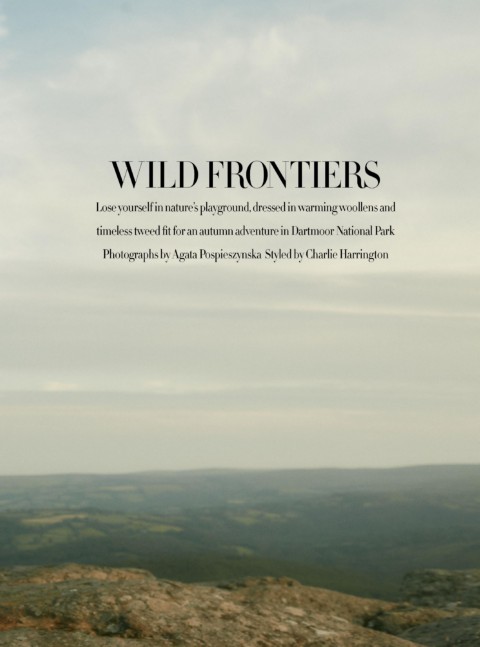 WILD FRONTIERS
Lose yourself in nature's playground, dressed in warming woollens and
timeless tweed fit for an autumn adventure in Dartmoor National Park
Photographs by Agata Pospieszynska Styled by Charlie Harrington